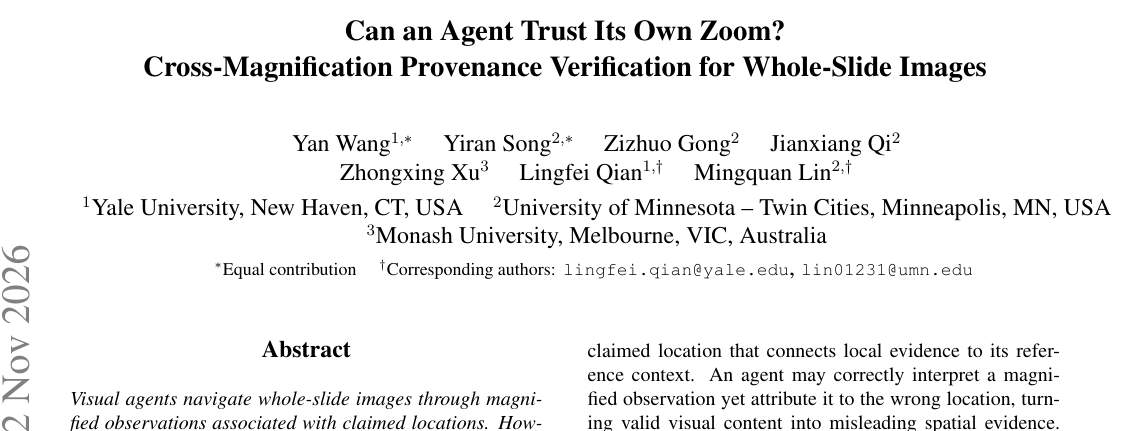 Can an Agent Trust Its Own Zoom?
Cross-Magnification Provenance Verification for Whole-Slide Images
Yan Wang1,∗ Yiran Song2,∗ Zizhuo Gong2 Jianxiang Qi2
Zhongxing Xu3 Lingfei Qian1,† Mingquan Lin2,†
1Yale University, New Haven, CT, USA 2University of Minnesota – Twin Cities, Minneapolis, MN, USA
3Monash University, Melbourne, VIC, Australia
∗Equal contribution †Corresponding authors: lingfei.qian@yale.edu, lin01231@umn.edu
2 Nov 2026
Abstract
Visual agents navigate whole-slide images through magni-
fied observations associated with claimed locations. How-
claimed location that connects local evidence to its refer-
ence context. An agent may correctly interpret a magni-
fied observation yet attribute it to the wrong location, turn-
ing valid visual content into misleading spatial evidence.